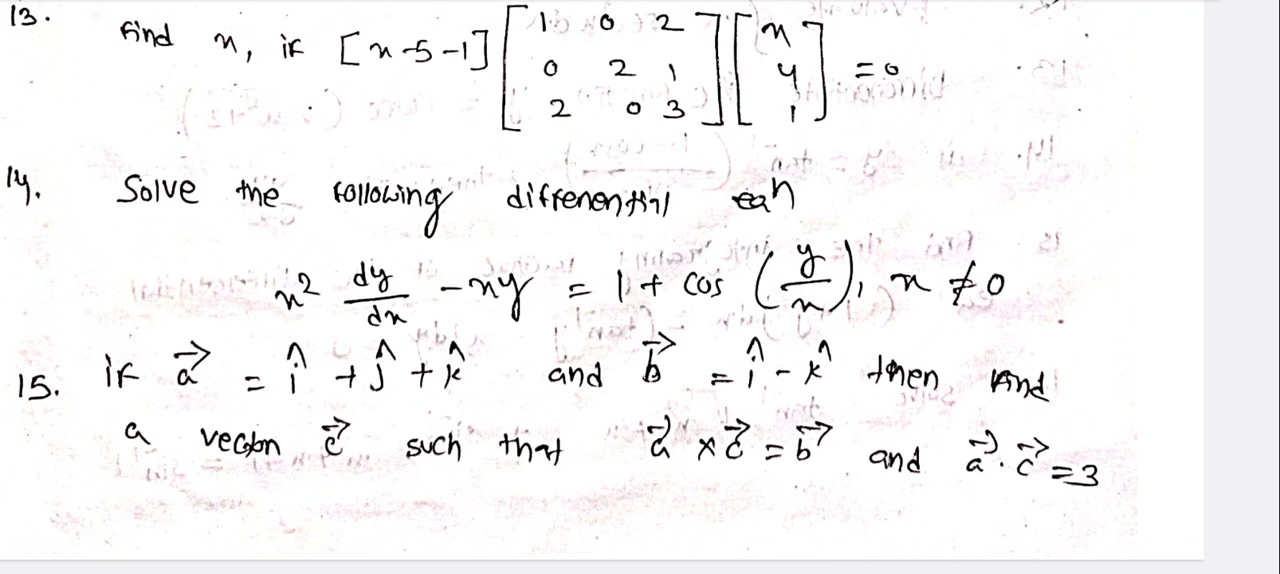 13. Find x, if [x -5 -1] [1 0 2
0 2 1
2 0 3] [x
y
1] = 0
14. Solve the following differential eqn
x² dy/dx - xy = 1 + cos (y/x), x ≠ 0
15. If a⃗ = î + ĵ + k̂ and b⃗ = î - k̂ then find
a vector c⃗ such that a⃗ × c⃗ = b⃗ and a⃗ . c⃗ = 3